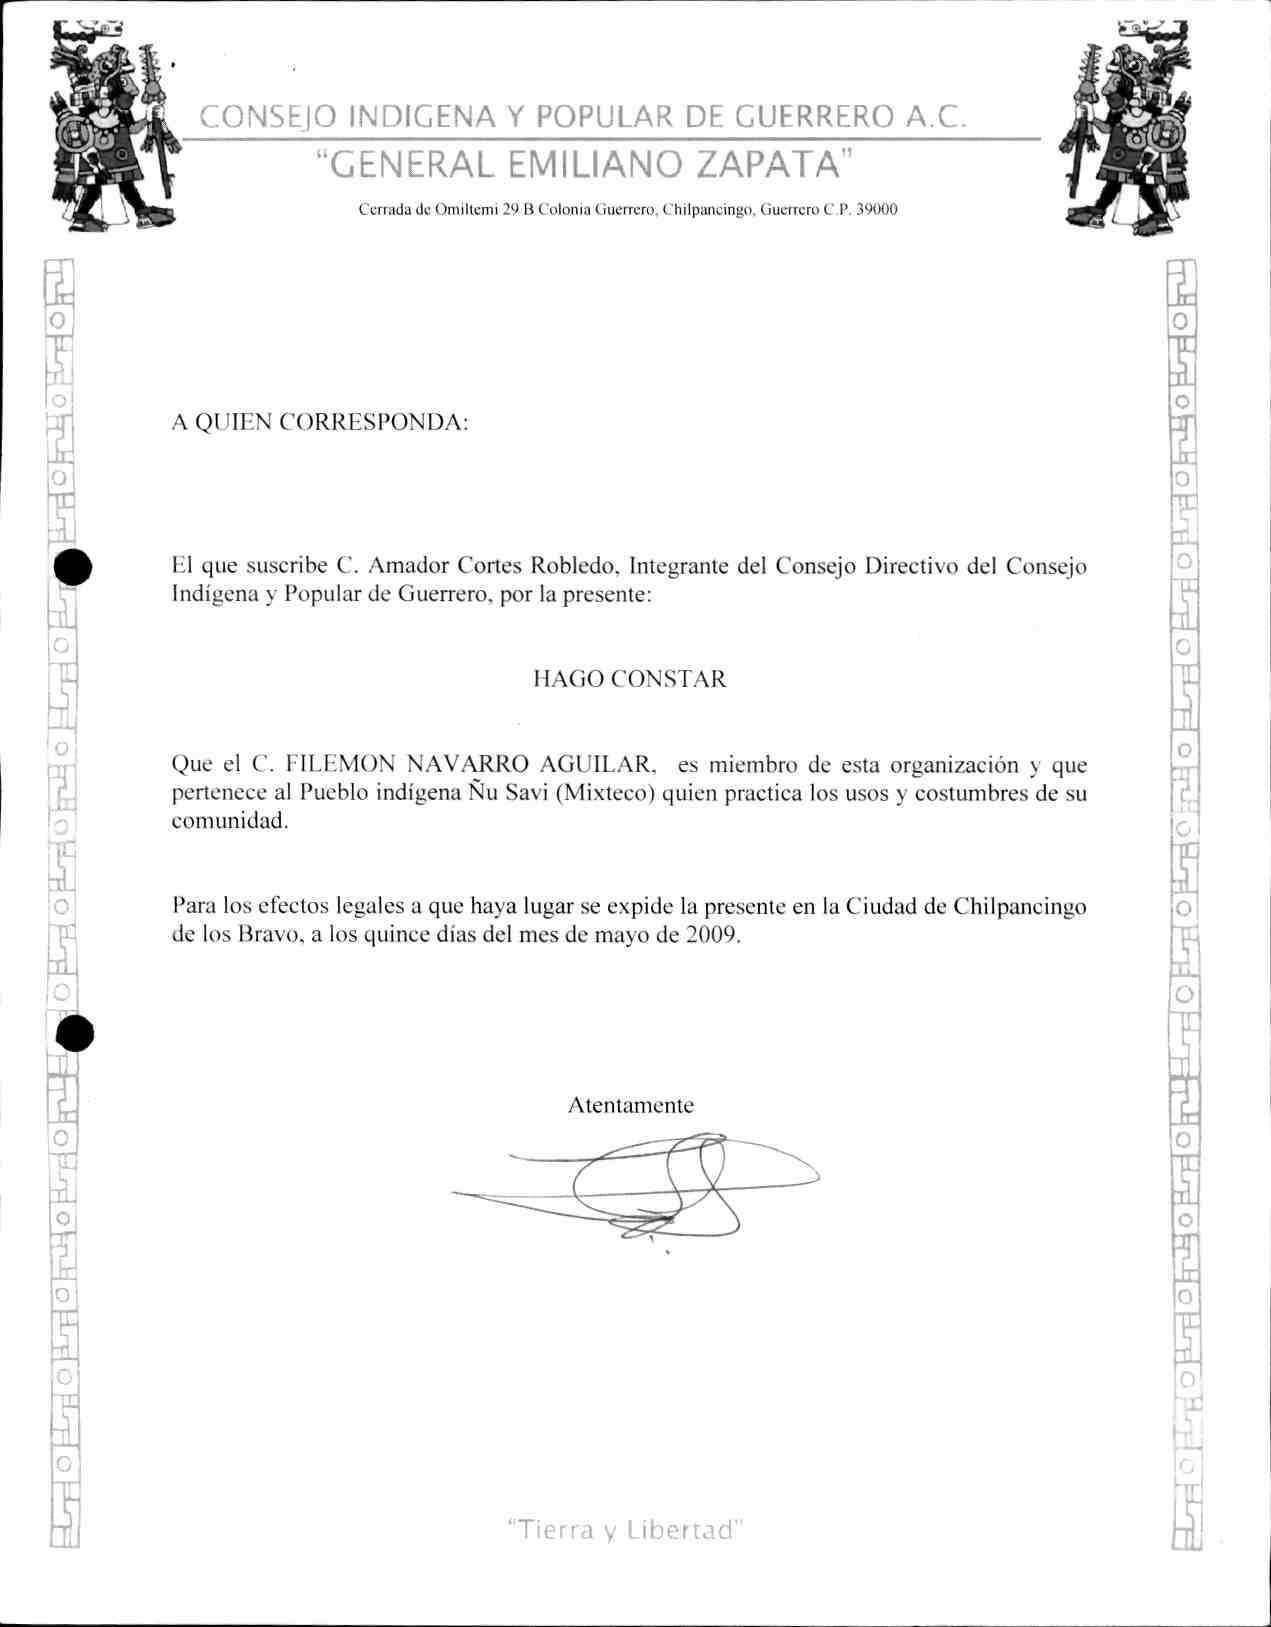 CONSEJO INDIGENA Y POPULAR DE GUERRERO A.C.
“GENERAL EMILIANO ZAPATA”
Cerrada de Omiltemi 29 B Colonia Guerrero, Chilpancingo, Guerrero C.P. 39000
A QUIEN CORRESPONDA:
El que suscribe C. Amador Cortes Robledo, Integrante del Consejo Directivo del Consejo
Indígena y Popular de Guerrero, por la presente:
HAGO CONSTAR
Que el C. FILEMON NAVARRO AGUILAR, es miembro de esta organización y que
pertenece al Pueblo indígena Ñu Savi (Mixteco) quien practica los usos y costumbres de su
comunidad.
Para los efectos legales a que haya lugar se expide la presente en la Ciudad de Chilpancingo
de los Bravo, a los quince días del mes de mayo de 2009.
Atentamente
“Tierra y Libertad”